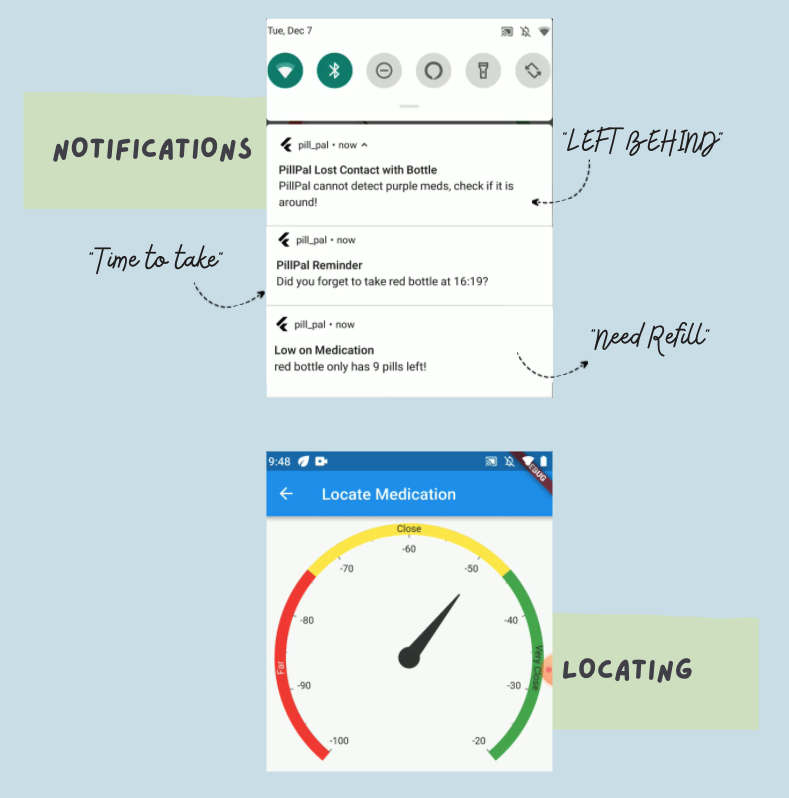 Tue, Dec 7
NOTIFICATIONS
pill_pal • now
PillPal Lost Contact with Bottle
PillPal cannot detect purple meds, check if it is
around!
"LEFT BEHIND"
pill_pal • now
PillPal Reminder
Did you forget to take red bottle at 16:19?
"Time to take"
pill_pal • now
Low on Medication
red bottle only has 9 pills left!
"Need Refill"
9:48
DEBUG
Locate Medication
Close
-60
-70
-50
-80
-40
Far
Very Close
-90
-30
-100
-20
LOCATING